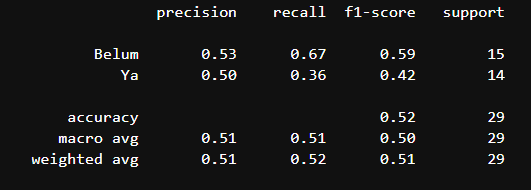 precision recall f1-score support
Belum 0.53 0.67 0.59 15
Ya 0.50 0.36 0.42 14
accuracy 0.52 29
macro avg 0.51 0.51 0.50 29
weighted avg 0.51 0.52 0.51 29